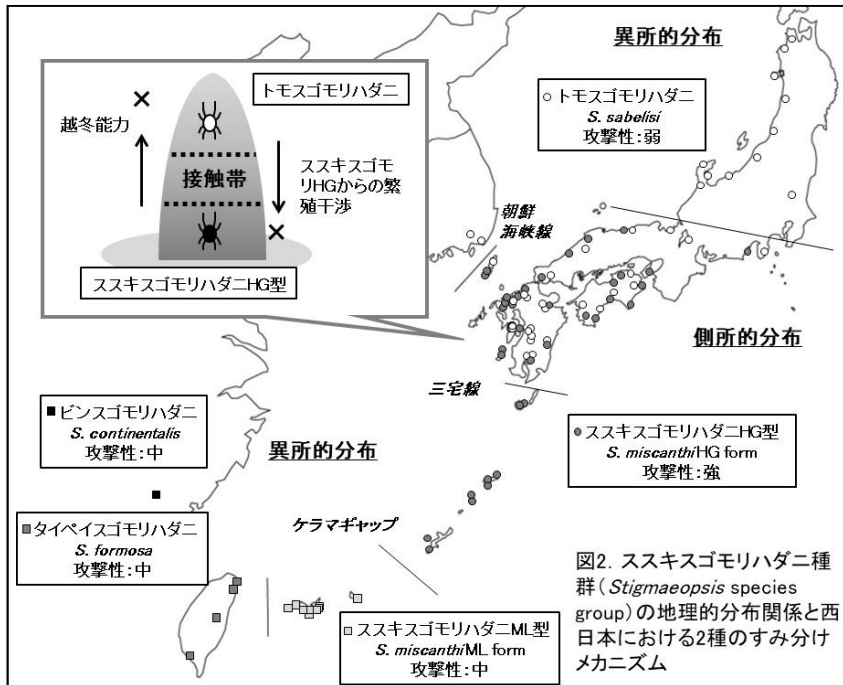 異所的分布
トモスゴモリハダニ
越冬能力
×
接触帯
ススキスゴモ
リHGからの繁
殖干渉
×
ススキスゴモリハダニHG型
○トモスゴモリハダニ
S. sabelisi
攻撃性:弱
朝鮮
海峡線
側所的分布
三宅線
■ビンスゴモリハダニ
S. continentalis
攻撃性:中
異所的分布
●ススキスゴモリハダニHG型
S. miscanthiHG form
攻撃性:強
ケラマギャップ
■タイペイスゴモリハダニ
S. formosa
攻撃性:中
□ススキスゴモリハダニML型
S. miscanthiML form
攻撃性:中
図2. ススキスゴモリハダニ種
群(Stigmaeopsis species
group)の地理的分布関係と西
日本における2種のすみ分け
メカニズム